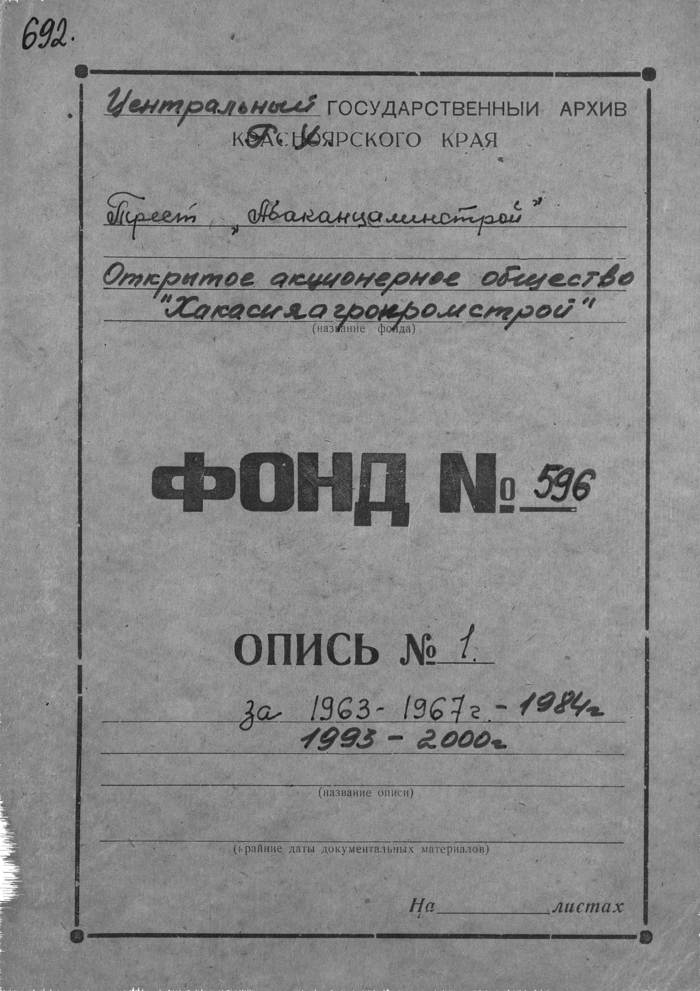 692.
Центральный ГОСУДАРСТВЕННЫЙ АРХИВ
КРАСНОЯРСКОГО КРАЯ
Трест „Абаканцелинстрой"
Открытое акционерное общество
"Хакасияагропромстрой"
(название фонда)
ФОНД № 596
ОПИСЬ № 1.
за 1963 - 1967г. - 1984г
1993 - 2000г
(название описи)
(крайние даты документальных материалов)
На листах